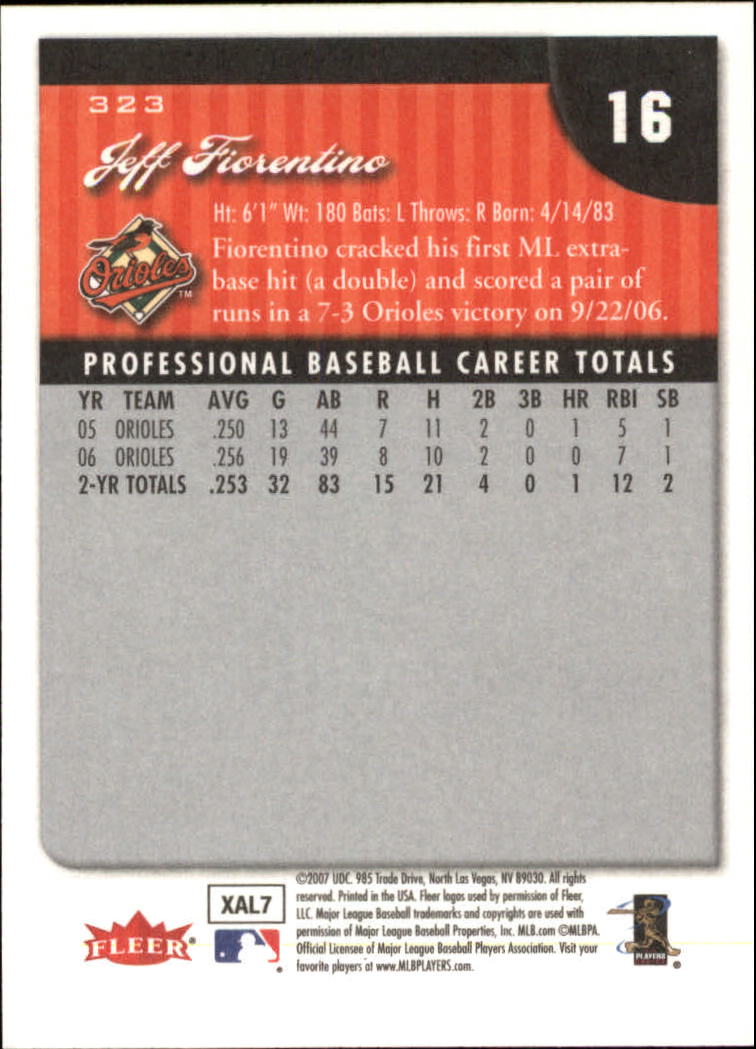 323
16
Jeff Fiorentino
Ht: 6'1" Wt: 180 Bats: L Throws: R Born: 4/14/83
Orioles
TM
Fiorentino cracked his first ML extra-
base hit (a double) and scored a pair of
runs in a 7-3 Orioles victory on 9/22/06.
PROFESSIONAL BASEBALL CAREER TOTALS
YR TEAM AVG G AB R H 2B 3B HR RBI SB
05 ORIOLES .250 13 44 7 11 2 0 1 5 1
06 ORIOLES .256 19 39 8 10 2 0 0 7 1
2-YR TOTALS .253 32 83 15 21 4 0 1 12 2
©2007 UDC. 985 Trade Drive, North Las Vegas, NV 89030. All rights
reserved. Printed in the USA. Fleer logos used by permission of Fleer,
LLC. Major League Baseball trademarks and copyrights are used with
permission of Major League Baseball Properties, Inc. MLB.com ©MLBPA.
Official Licensee of Major League Baseball Players Association. Visit your
favorite players at www.MLBPLAYERS.com.
XAL7
FLEER®
®
PLAYERS
®